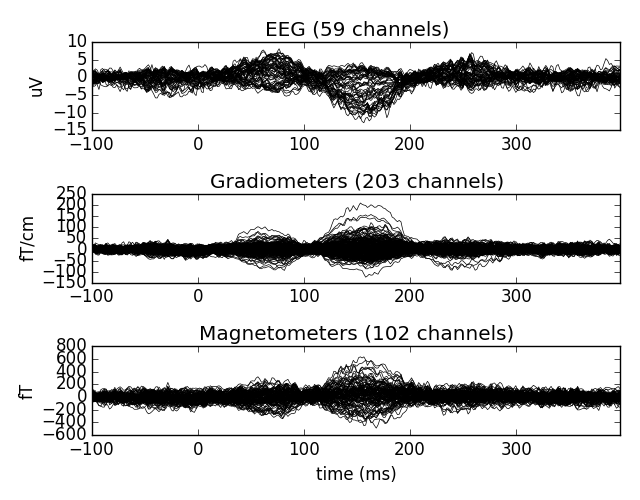 EEG (59 channels)
10
5
0
−5
−10
−15
uV
−100 0 100 200 300
Gradiometers (203 channels)
250
200
150
100
50
0
−50
−100
−150
fT/cm
−100 0 100 200 300
Magnetometers (102 channels)
800
600
400
200
0
−200
−400
−600
fT
−100 0 100 200 300
time (ms)